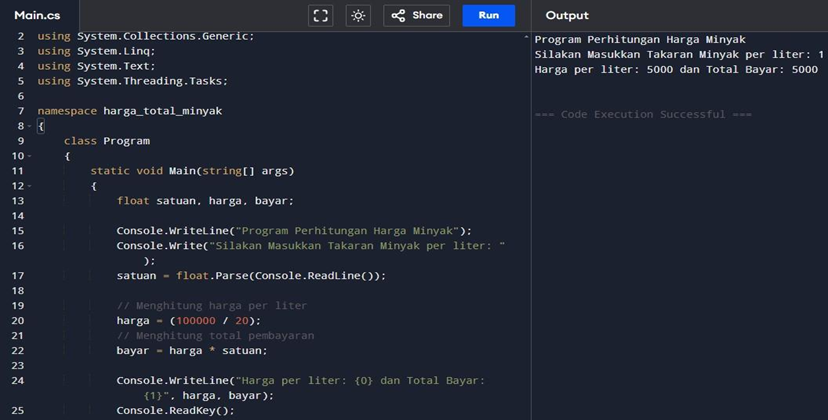 Main.cs
Share
Run
Output
2 using System.Collections.Generic;
3 using System.Linq;
4 using System.Text;
5 using System.Threading.Tasks;
6
7 namespace harga_total_minyak
8 {
9 class Program
10 {
11 static void Main(string[] args)
12 {
13 float satuan, harga, bayar;
14
15 Console.WriteLine("Program Perhitungan Harga Minyak");
16 Console.Write("Silakan Masukkan Takaran Minyak per liter: "
);
17 satuan = float.Parse(Console.ReadLine());
18
19 // Menghitung harga per liter
20 harga = (100000 / 20);
21 // Menghitung total pembayaran
22 bayar = harga * satuan;
23
24 Console.WriteLine("Harga per liter: {0} dan Total Bayar:
{1}", harga, bayar);
25 Console.ReadKey();
Program Perhitungan Harga Minyak
Silakan Masukkan Takaran Minyak per liter: 1
Harga per liter: 5000 dan Total Bayar: 5000
=== Code Execution Successful ===